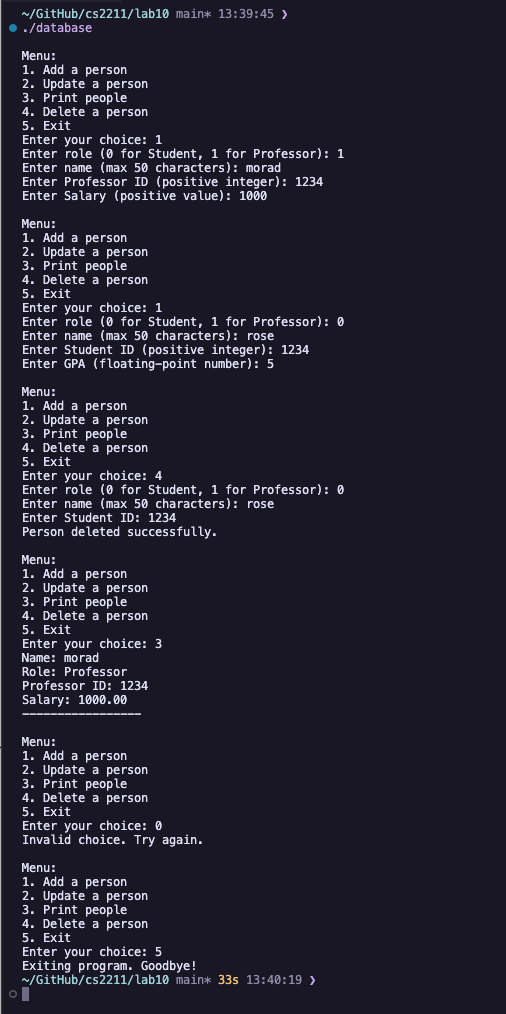 ~/GitHub/cs2211/lab10 main* 13:39:45 ❯
./database
Menu:
1. Add a person
2. Update a person
3. Print people
4. Delete a person
5. Exit
Enter your choice: 1
Enter role (0 for Student, 1 for Professor): 1
Enter name (max 50 characters): morad
Enter Professor ID (positive integer): 1234
Enter Salary (positive value): 1000
Menu:
1. Add a person
2. Update a person
3. Print people
4. Delete a person
5. Exit
Enter your choice: 1
Enter role (0 for Student, 1 for Professor): 0
Enter name (max 50 characters): rose
Enter Student ID (positive integer): 1234
Enter GPA (floating-point number): 5
Menu:
1. Add a person
2. Update a person
3. Print people
4. Delete a person
5. Exit
Enter your choice: 4
Enter role (0 for Student, 1 for Professor): 0
Enter name (max 50 characters): rose
Enter Student ID: 1234
Person deleted successfully.
Menu:
1. Add a person
2. Update a person
3. Print people
4. Delete a person
5. Exit
Enter your choice: 3
Name: morad
Role: Professor
Professor ID: 1234
Salary: 1000.00
-----------------
Menu:
1. Add a person
2. Update a person
3. Print people
4. Delete a person
5. Exit
Enter your choice: 0
Invalid choice. Try again.
Menu:
1. Add a person
2. Update a person
3. Print people
4. Delete a person
5. Exit
Enter your choice: 5
Exiting program. Goodbye!
~/GitHub/cs2211/lab10 main* 33s 13:40:19 ❯